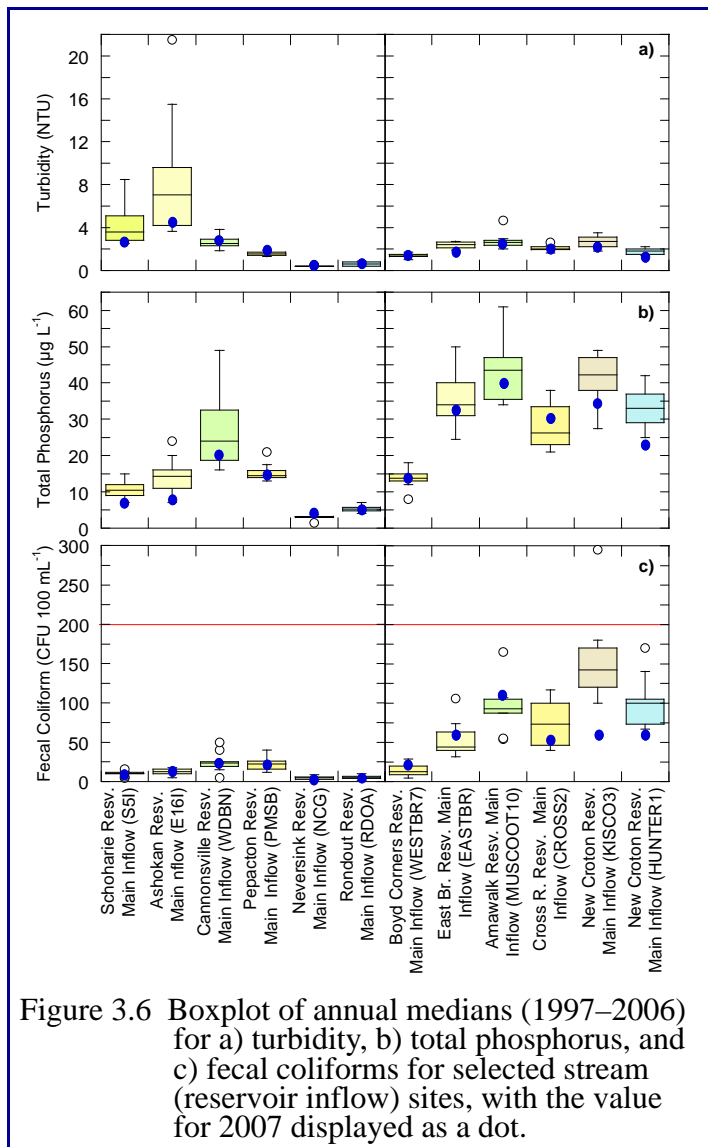 a)
Turbidity (NTU)
22
18
14
10
6
2
b)
Total Phosphorus (µg L-1)
60
50
40
30
20
10
0
c)
Fecal Coliform (CFU 100 mL-1)
300
250
200
150
100
50
0
Schoharie Resv.
Main Inflow (S5I)
Ashokan Resv.
Main nflow (E16I)
Cannonsville Resv.
Main Inflow (WDBN)
Pepacton Resv.
Main Inflow (PMSB)
Neversink Resv.
Main Inflow (NCG)
Rondout Resv.
Main Inflow (RDOA)
Boyd Corners Resv.
Main Inflow (WESTBR7)
East Br. Resv. Main
Inflow (EASTBR)
Amawalk Resv. Main
Inflow (MUSCOOT10)
Cross R. Resv. Main
Inflow (CROSS2)
New Croton Resv.
Main Inflow (KISCO3)
New Croton Resv.
Main Inflow (HUNTER1)
Figure 3.6 Boxplot of annual medians (1997–2006)
for a) turbidity, b) total phosphorus, and
c) fecal coliforms for selected stream
(reservoir inflow) sites, with the value
for 2007 displayed as a dot.